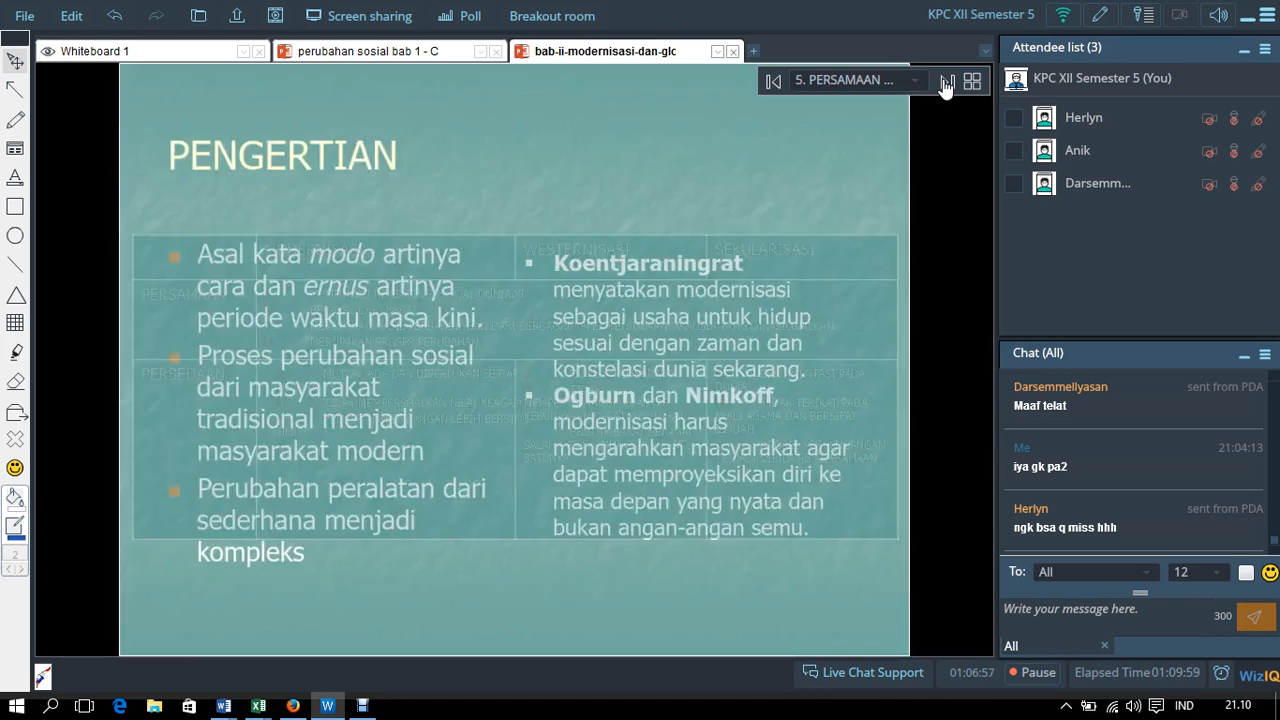 File
Edit
Screen sharing
Poll
Breakout room
KPC XII Semester 5
Whiteboard 1
perubahan sosial bab 1 - C
bab-ii-modernisasi-dan-glc
5. PERSAMAAN ...
Attendee list (3)
KPC XII Semester 5 (You)
Herlyn
Anik
Darsemm...
PENGERTIAN
Asal kata modo artinya
cara dan ernus artinya
periode waktu masa kini,
Proses perubahan sosial
dari masyarakat
tradisional menjadi
masyarakat modern
Perubahan peralatan dari
sederhana menjadi
kompleks
Koentjaraningrat
menyatakan modernisasi
sebagai usaha untuk hidup
sesuai dengan zaman dan
konstelasi dunia sekarang.
Ogburn dan Nimkoff,
modernisasi harus
mengarahkan masyarakat agar
dapat memproyeksikan diri ke
masa depan yang nyata dan
bukan angan-angan semu.
WESTERNISASI
SEKULARISASI
PERSAMAAN
PERBEDAAN
Chat (All)
Darsemmellyasan
sent from PDA
Maaf telat
Me
21:04:13
iya gk pa2
Herlyn
sent from PDA
ngk bsa q miss hhh
To:
All
12
Write your message here.
300
All
2
Live Chat Support
01:06:57
Pause
Elapsed Time 01:09:59
WizIQ
IND
21.10